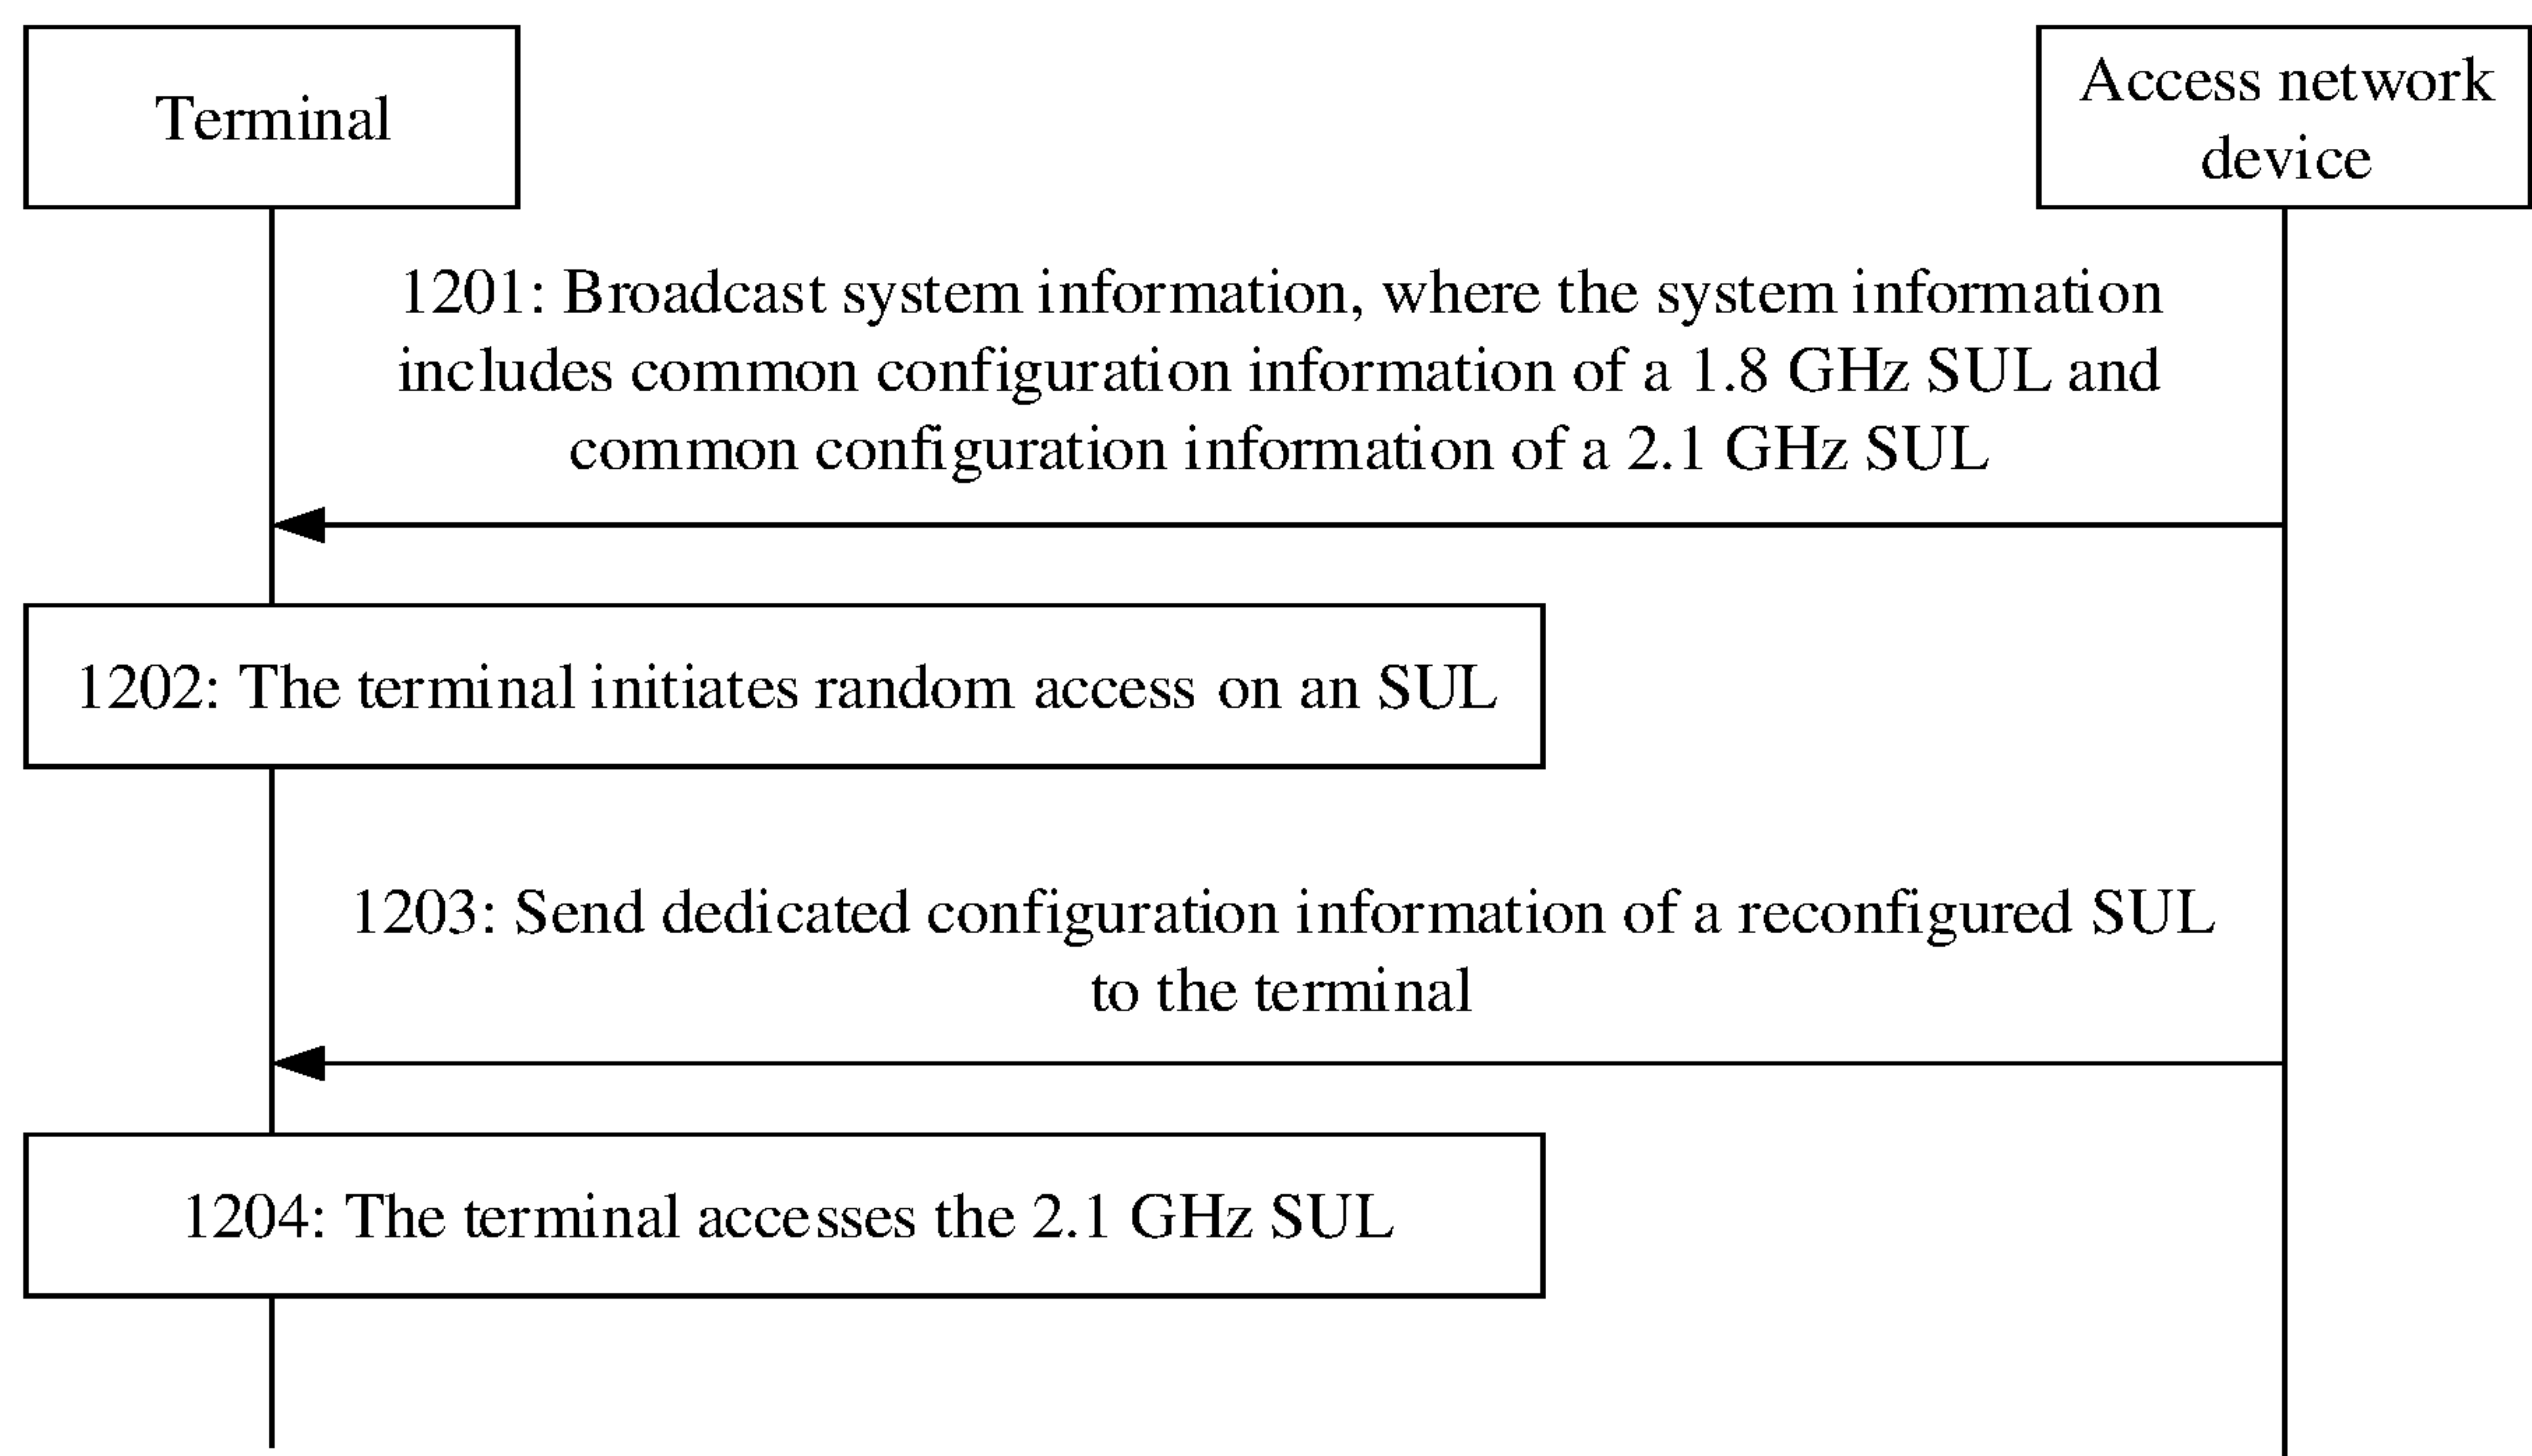 Terminal
Access network
device
1201: Broadcast system information, where the system information
includes common configuration information of a 1.8 GHz SUL and
common configuration information of a 2.1 GHz SUL
1202: The terminal initiates random access on an SUL
1203: Send dedicated configuration information of a reconfigured SUL
to the terminal
1204: The terminal accesses the 2.1 GHz SUL